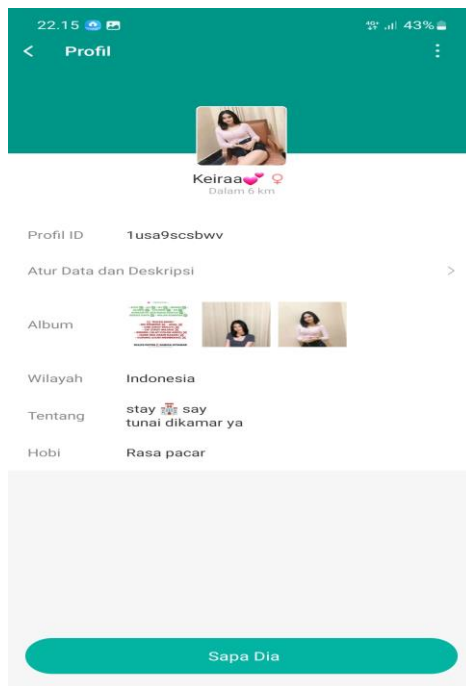 22.15 43%
Profil
Keiraa💕 ♀
Dalam 6 km
Profil ID 1usa9scsbwv
Atur Data dan Deskripsi
Album
Wilayah Indonesia
Tentang stay 🏩 say
tunai dikamar ya
Hobi Rasa pacar
Sapa Dia